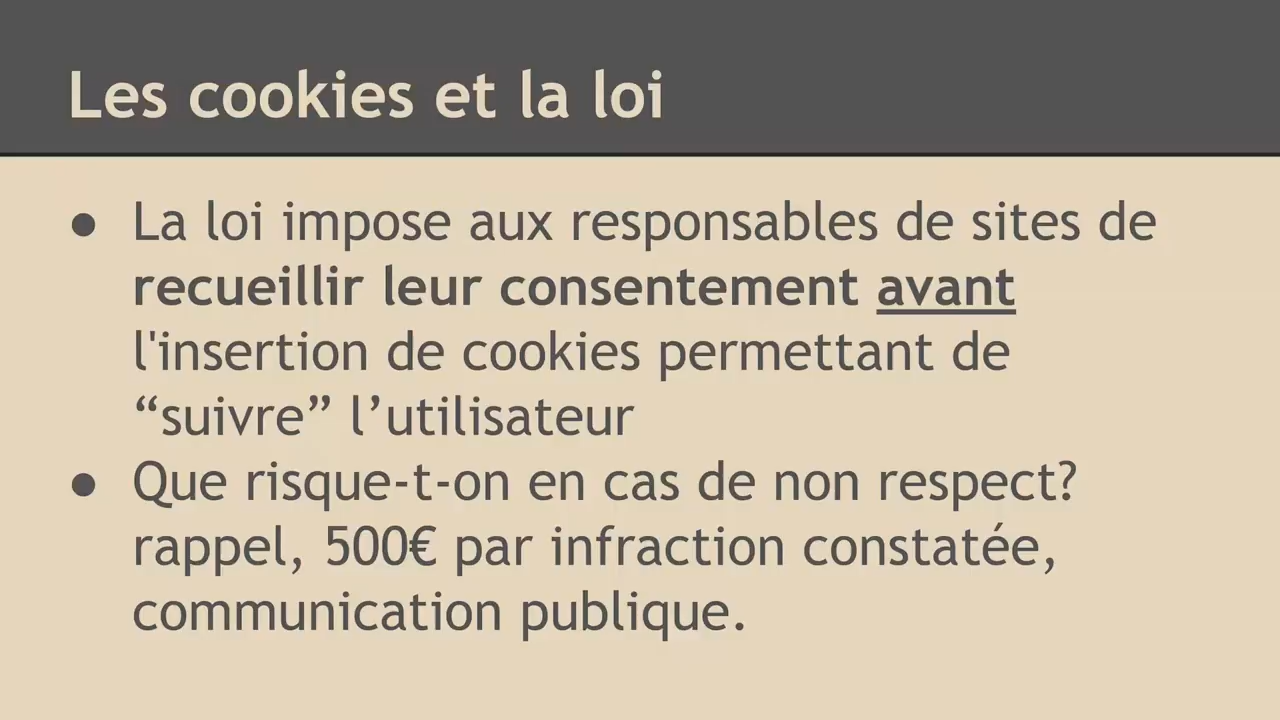 Les cookies et la loi
● La loi impose aux responsables de sites de
recueillir leur consentement avant
l'insertion de cookies permettant de
“suivre” l’utilisateur
● Que risque-t-on en cas de non respect?
rappel, 500€ par infraction constatée,
communication publique.